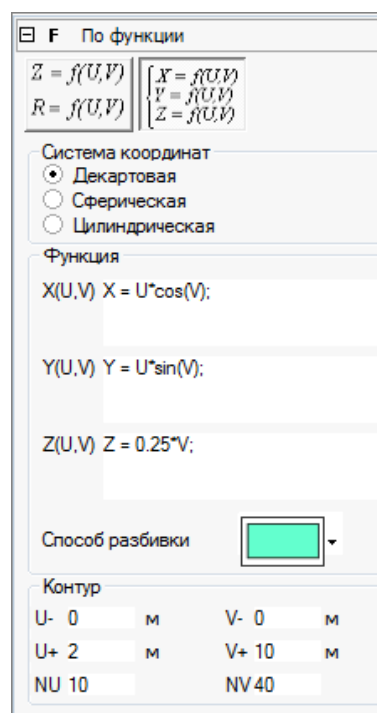 F По функции
Z = f(U,V) X = f(U,V)
R = f(U,V) Y = f(U,V)
Z = f(U,V)
Система координат
Декартовая
Сферическая
Цилиндрическая
Функция
X(U,V) X = U*cos(V);
Y(U,V) Y = U*sin(V);
Z(U,V) Z = 0.25*V;
Способ разбивки
Контур
U- 0 м V- 0 м
U+ 2 м V+ 10 м
NU 10 NV 40